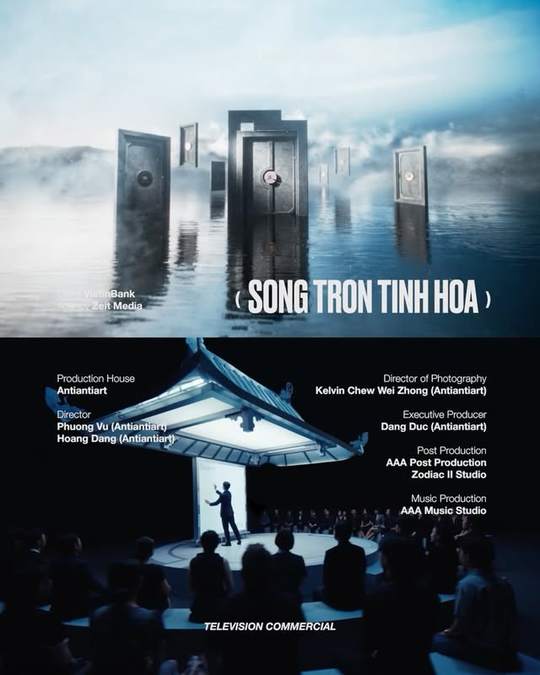 Bank
Zeit Media
( SONG TRON TINH HOA )
Production House
Antiantiart
Director
Phuong Vu (Antiantiart)
Hoang Dang (Antiantiart)
Director of Photography
Kelvin Chew Wei Zhong (Antiantiart)
Executive Producer
Dang Duc (Antiantiart)
Post Production
AAA Post Production
Zodiac II Studio
Music Production
AAA Music Studio
TELEVISION COMMERCIAL